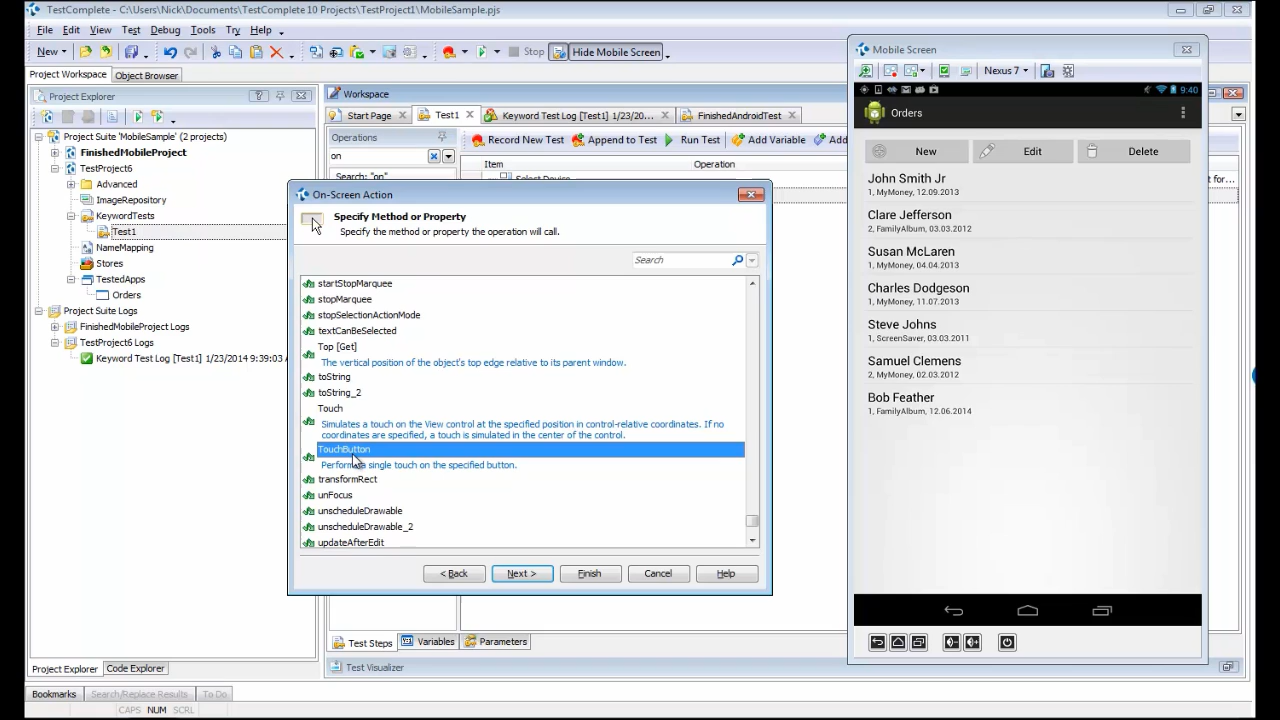 TestComplete - C:\Users\Nick\Documents\TestComplete 10 Projects\TestProject1\MobileSample.pjs
File Edit View Test Debug Tools Try Help
New Stop Hide Mobile Screen
Project Workspace Object Browser
Project Explorer
Project Suite 'MobileSample' (2 projects)
FinishedMobileProject
TestProject6
Advanced
ImageRepository
KeywordTests
Test1
NameMapping
Stores
TestedApps
Orders
Project Suite Logs
FinishedMobileProject Logs
TestProject6 Logs
Keyword Test Log [Test1] 1/23/2014 9:39:03 A
Project Explorer Code Explorer
Bookmarks Search/Replace Results To Do
CAPS NUM SCRL
Workspace
Start Page Test1 Keyword Test Log [Test1] 1/23/20... FinishedAndroidTest
Operations
on
Search: "on"
Record New Test Append to Test Run Test Add Variable Add
Item Operation
Select Device
t for...
Test Steps Variables Parameters
Test Visualizer
On-Screen Action
Specify Method or Property
Specify the method or property the operation will call.
Search
startStopMarquee
stopMarquee
stopSelectionActionMode
textCanBeSelected
Top [Get]
The vertical position of the object's top edge relative to its parent window.
toString
toString_2
Touch
Simulates a touch on the View control at the specified position in control-relative coordinates. If no
coordinates are specified, a touch is simulated in the center of the control.
TouchButton
Performs a single touch on the specified button.
transformRect
unFocus
unscheduleDrawable
unscheduleDrawable_2
updateAfterEdit
< Back Next > Finish Cancel Help
Mobile Screen
Nexus 7
9:40
Orders
New Edit Delete
John Smith Jr
1, MyMoney, 12.09.2013
Clare Jefferson
2, FamilyAlbum, 03.03.2012
Susan McLaren
1, MyMoney, 04.04.2013
Charles Dodgeson
1, MyMoney, 11.07.2013
Steve Johns
1, ScreenSaver, 03.03.2011
Samuel Clemens
2, MyMoney, 02.03.2012
Bob Feather
1, FamilyAlbum, 12.06.2014